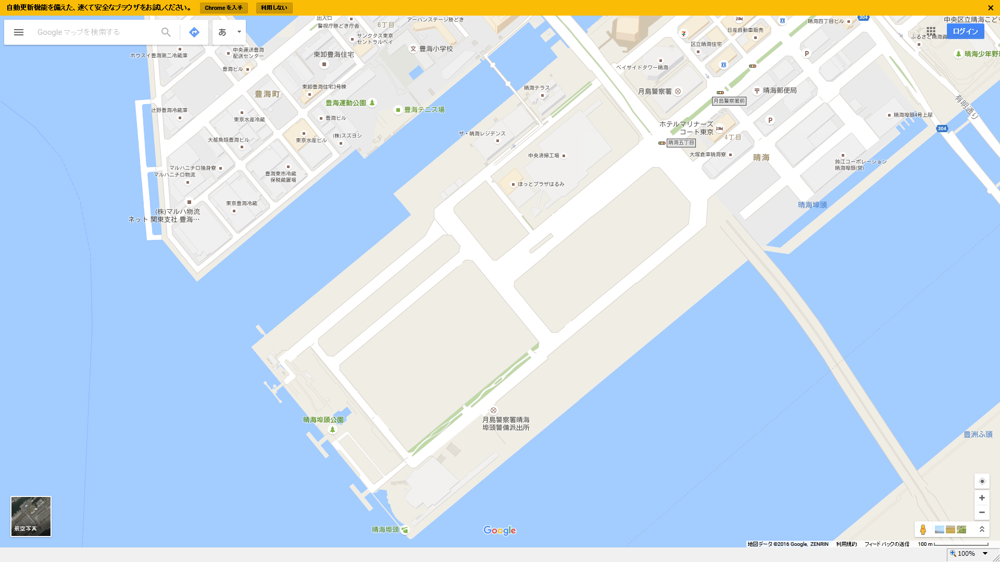 自動更新機能を備えた、速くて安全なブラウザをお試しください。 Chrome を入手 利用しない
Google マップを検索する
あ
ログイン
出入口
警視庁勝どき庁舎
6丁目
アーバンステージ勝どき
サンクタス東京
セントラルベイ
豊海小学校
東卸豊海住宅
中央運送豊海
配送センター
ホウスイ豊海第二冷蔵庫
豊海ビル
東卸豊海住宅3号棟
豊海町
豊海運動公園
豊海テニス場
辻野豊海冷蔵庫
東京水産冷蔵
豊海ビル
大都魚類豊海ビル
東京水産ビル
(株)スズヨシ
マルハニチロ独身寮
マルハニチロ物流
豊海東市冷蔵
保税蔵置場
東京豊海冷蔵
(株)マルハ物流
ネット 関東支社 豊海…
日産自動車販売
晴海四丁目ビル
304
中央区立晴海こども
ふるさと晴海資
晴海少年野球
区立晴海住宅
P
ベイサイドタワー晴海
晴海テラス
月島警察署
晴海郵便局
月島警察署前
有明通り
晴海埠頭4号上屋
304
P
ホテルマリナーズ
コート東京
4丁目
ザ・晴海レジデンス
晴海五丁目
中央清掃工場
大塚倉庫晴海寮
晴海
鈴江コーポレーション
晴海埠頭(営)
ほっとプラザはるみ
晴海埠頭
晴海埠頭公園
月島警察署晴海
埠頭警備派出所
豊洲ふ頭
晴海埠頭
航空写真
Google
地図データ ©2016 Google、ZENRIN 利用規約 フィードバックの送信 100 m
100%